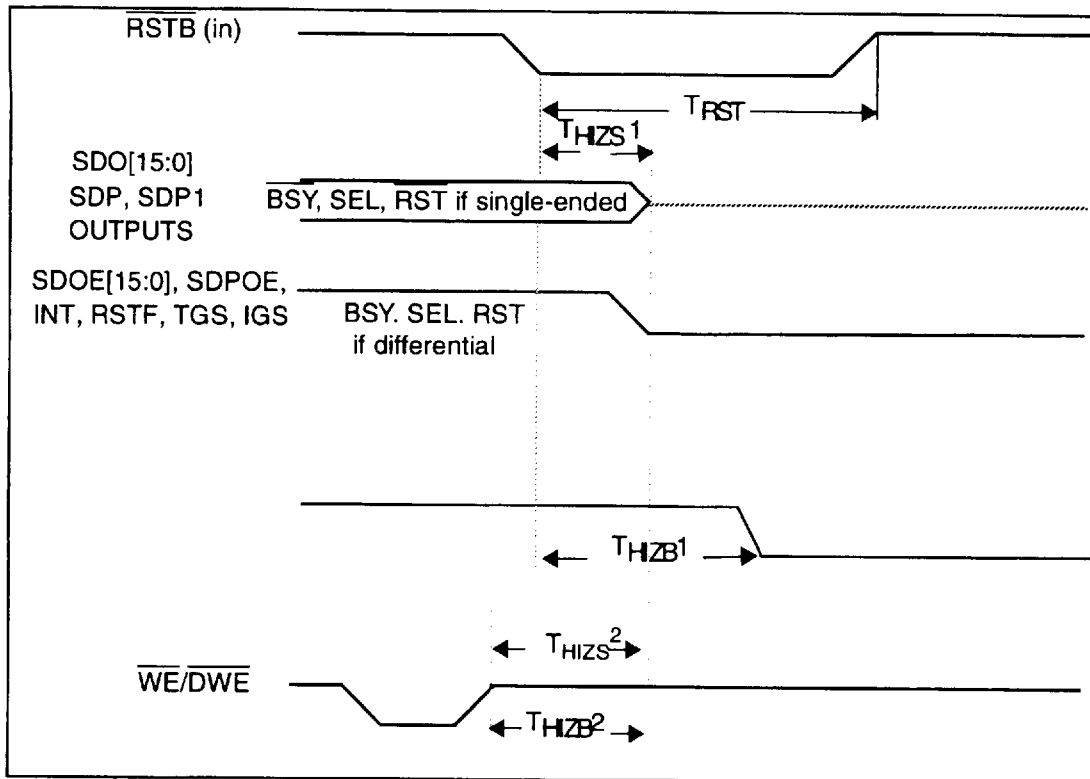 RSTB (in)
TRST
THIZS1
SDO[15:0]
SDP, SDP1
OUTPUTS
BSY, SEL, RST if single-ended
SDOE[15:0], SDPOE,
INT, RSTF, TGS, IGS
BSY. SEL. RST
if differential
THIZB1
THIZS2
WE/DWE
THIZB2